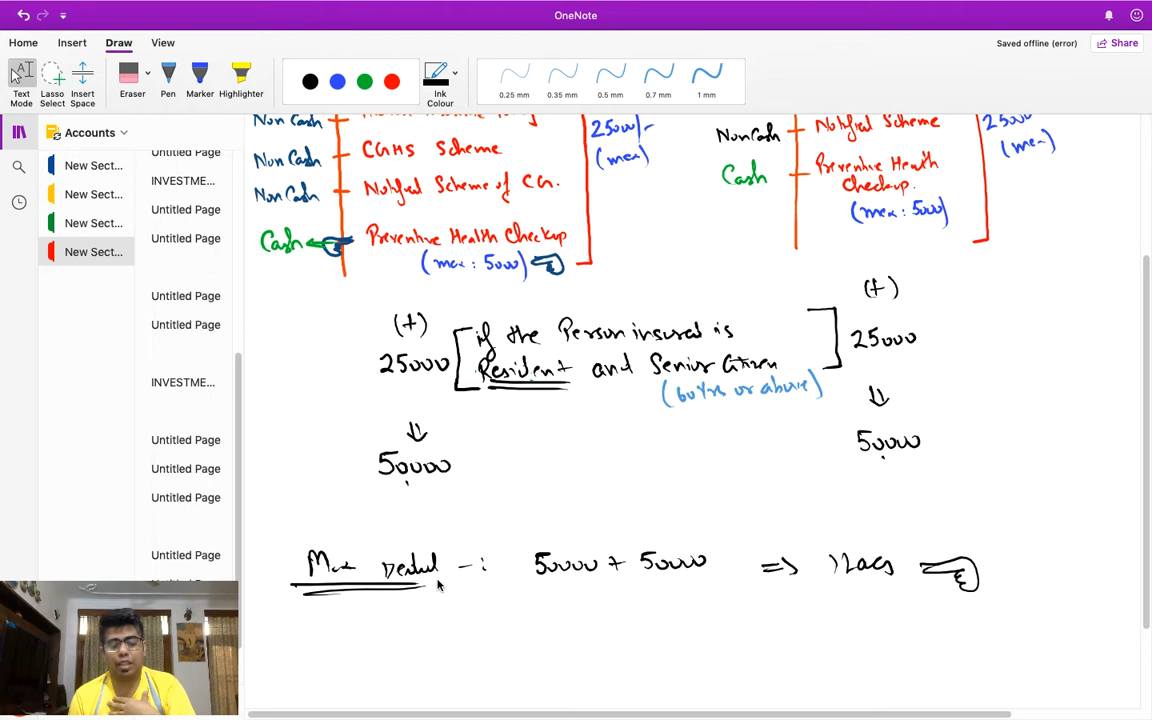 OneNote
Home Insert Draw View
Saved offline (error) Share
Text Mode
Lasso Select
Insert Space
Eraser
Pen
Marker
Highlighter
Ink Colour
0.25 mm 0.35 mm 0.5 mm 0.7 mm 1 mm
Accounts
New Sect...
New Sect...
New Sect...
New Sect...
Untitled Page
INVESTME...
Untitled Page
Untitled Page
Untitled Page
Untitled Page
INVESTME...
Untitled Page
Untitled Page
Untitled Page
Untitled Page
Non Cash
Non Cash CGHS Scheme
Non Cash Notified Scheme of CG.
Cash Preventive Health Checkup
(max : 5000)
25000/-
(max)
Non Cash Notified Scheme
Cash Preventive Health
Checkup.
(max : 5000)
25000
(max)
(+)
25000 [if the Person insured is
Resident and Senior Citizen]
(60 Yrs or above)
⇓
50000
(+)
25000
⇓
50000
Max -: 50000 + 50000 => 1 Lacs